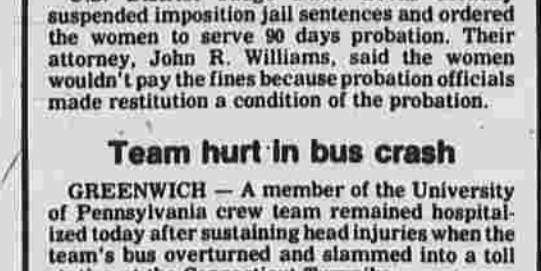 suspended imposition jail sentences and ordered
the women to serve 90 days probation. Their
attorney, John R. Williams, said the women
wouldn't pay the fines because probation officials
made restitution a condition of the probation.
Team hurt in bus crash
GREENWICH — A member of the University
of Pennsylvania crew team remained hospital-
ized today after sustaining head injuries when the
team's bus overturned and slammed into a toll